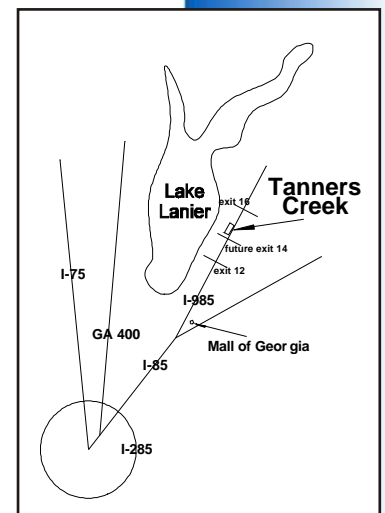 Lake
Lanier
exit 16
Tanners
Creek
future exit 14
exit 12
I-75
I-985
GA 400
Mall of Geor gia
I-85
I-285